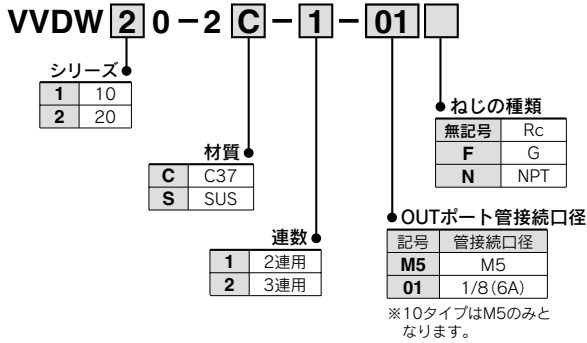 VVDW 2 0-2 C-1-01
シリーズ
1 10
2 20
材質
C C37
S SUS
連数
1 2連用
2 3連用
ねじの種類
無記号 Rc
F G
N NPT
OUTポート管接続口径
記号 管接続口径
M5 M5
01 1/8(6A)
※10タイプはM5のみと
なります。